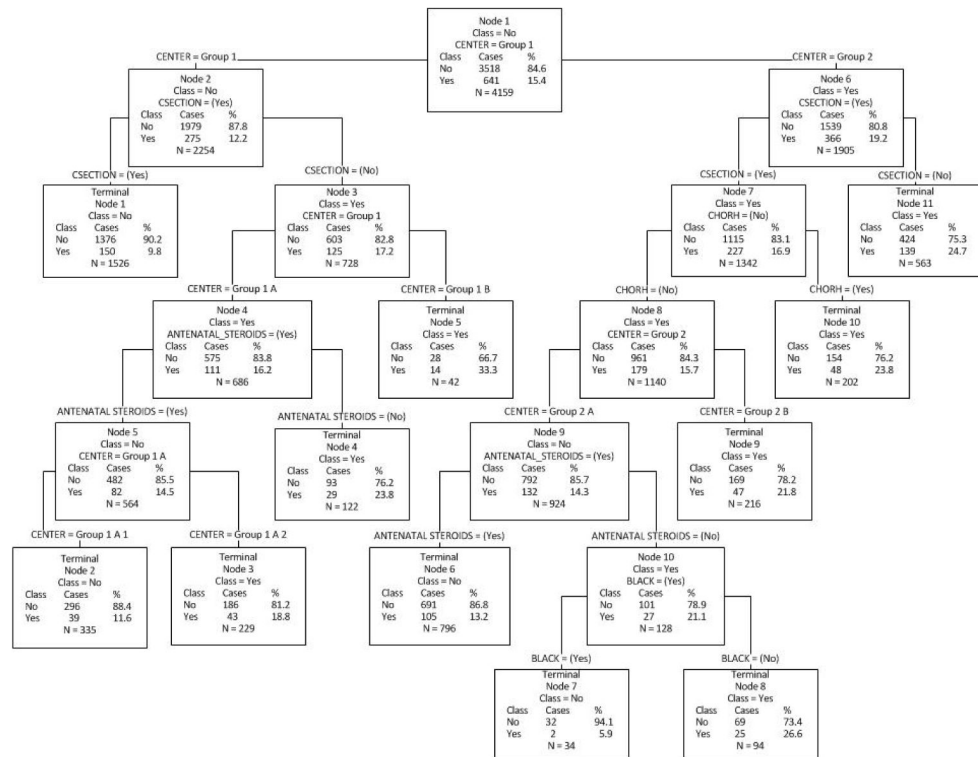 Node 1
Class = No
CENTER = Group 1
Class Cases %
No 3518 84.6
Yes 641 15.4
N = 4159
CENTER = Group 1
CENTER = Group 2
Node 2
Class = No
CSECTION = (Yes)
Class Cases %
No 1979 87.8
Yes 275 12.2
N = 2254
Node 6
Class = Yes
CSECTION = (Yes)
Class Cases %
No 1539 80.8
Yes 366 19.2
N = 1905
CSECTION = (Yes)
CSECTION = (No)
CSECTION = (Yes)
CSECTION = (No)
Terminal
Node 1
Class = No
Class Cases %
No 1376 90.2
Yes 150 9.8
N = 1526
Node 3
Class = Yes
CENTER = Group 1
Class Cases %
No 603 82.8
Yes 125 17.2
N = 728
Node 7
Class = Yes
CHORH = (No)
Class Cases %
No 1115 83.1
Yes 227 16.9
N = 1342
Terminal
Node 11
Class = Yes
Class Cases %
No 424 75.3
Yes 139 24.7
N = 563
CENTER = Group 1 A
CENTER = Group 1 B
CHORH = (No)
CHORH = (Yes)
Node 4
Class = Yes
ANTENATAL_STEROIDS = (Yes)
Class Cases %
No 575 83.8
Yes 111 16.2
N = 686
Terminal
Node 5
Class = Yes
Class Cases %
No 28 66.7
Yes 14 33.3
N = 42
Node 8
Class = Yes
CENTER = Group 2
Class Cases %
No 961 84.3
Yes 179 15.7
N = 1140
Terminal
Node 10
Class = Yes
Class Cases %
No 154 76.2
Yes 48 23.8
N = 202
ANTENATAL STEROIDS = (Yes)
ANTENATAL STEROIDS = (No)
CENTER = Group 2 A
CENTER = Group 2 B
Node 5
Class = No
CENTER = Group 1 A
Class Cases %
No 482 85.5
Yes 82 14.5
N = 564
Terminal
Node 4
Class = Yes
Class Cases %
No 93 76.2
Yes 29 23.8
N = 122
Node 9
Class = No
ANTENATAL_STEROIDS = (Yes)
Class Cases %
No 792 85.7
Yes 132 14.3
N = 924
Terminal
Node 9
Class = Yes
Class Cases %
No 169 78.2
Yes 47 21.8
N = 216
CENTER = Group 1 A 1
CENTER = Group 1 A 2
ANTENATAL STEROIDS = (Yes)
ANTENATAL STEROIDS = (No)
Terminal
Node 2
Class = No
Class Cases %
No 296 88.4
Yes 39 11.6
N = 335
Terminal
Node 3
Class = Yes
Class Cases %
No 186 81.2
Yes 43 18.8
N = 229
Terminal
Node 6
Class = No
Class Cases %
No 691 86.8
Yes 105 13.2
N = 796
Node 10
Class = Yes
BLACK = (Yes)
Class Cases %
No 101 78.9
Yes 27 21.1
N = 128
BLACK = (Yes)
BLACK = (No)
Terminal
Node 7
Class = No
Class Cases %
No 32 94.1
Yes 2 5.9
N = 34
Terminal
Node 8
Class = Yes
Class Cases %
No 69 73.4
Yes 25 26.6
N = 94